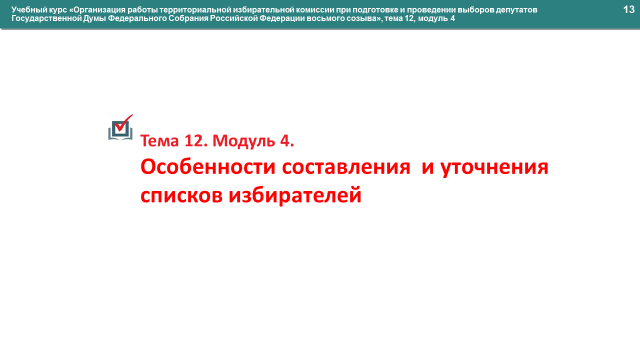 Учебный курс «Организация работы территориальной избирательной комиссии при подготовке и проведении выборов депутатов
Государственной Думы Федерального Собрания Российской Федерации восьмого созыва», тема 12, модуль 4
13
Тема 12. Модуль 4.
Особенности составления и уточнения
списков избирателей